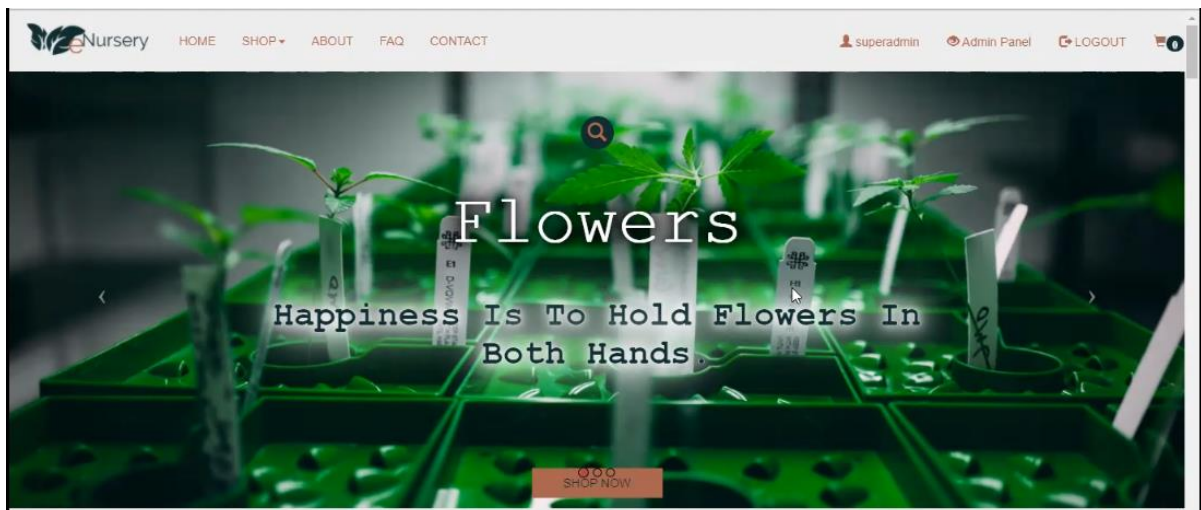 eNursery
HOME SHOP ABOUT FAQ CONTACT
superadmin Admin Panel LOGOUT 0
Flowers
E1
Happiness Is To Hold Flowers In
Both Hands.
SHOP NOW